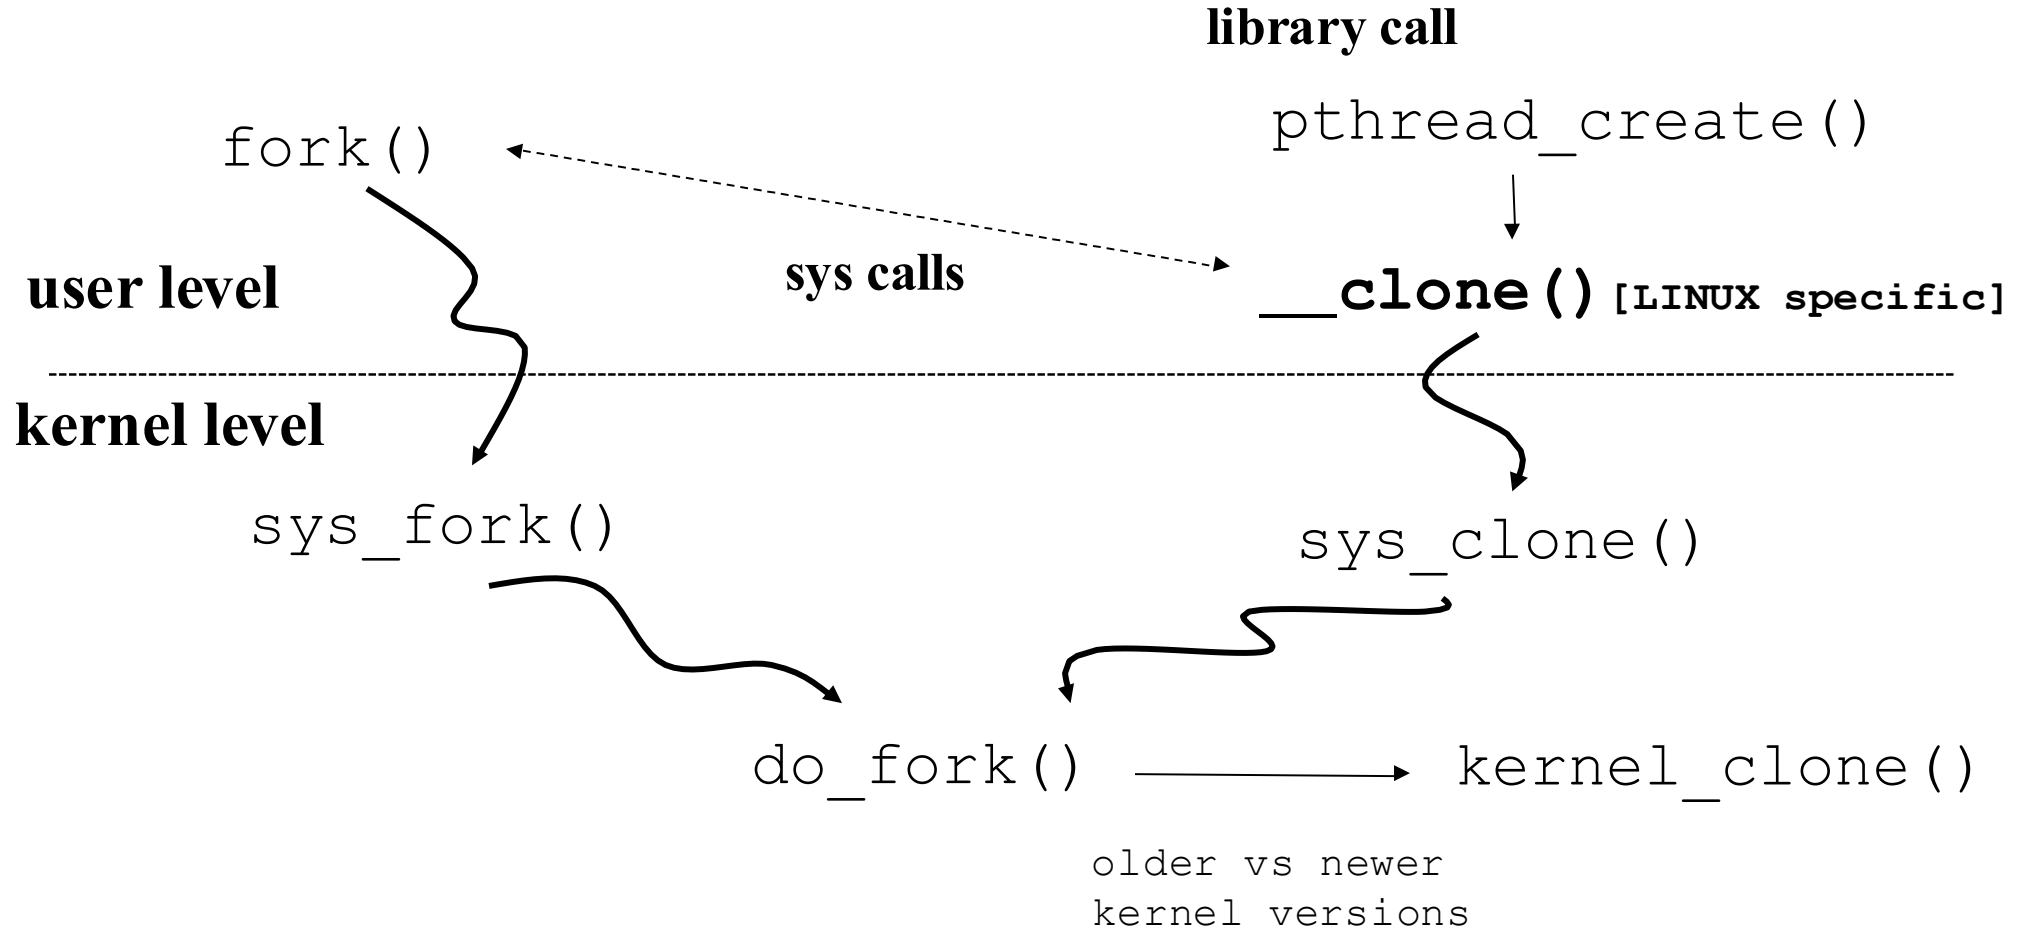 library call
pthread_create()
fork()
sys calls
user level
__clone() [LINUX specific]
kernel level
sys_fork()
sys_clone()
do_fork()
kernel_clone()
older vs newer
kernel versions